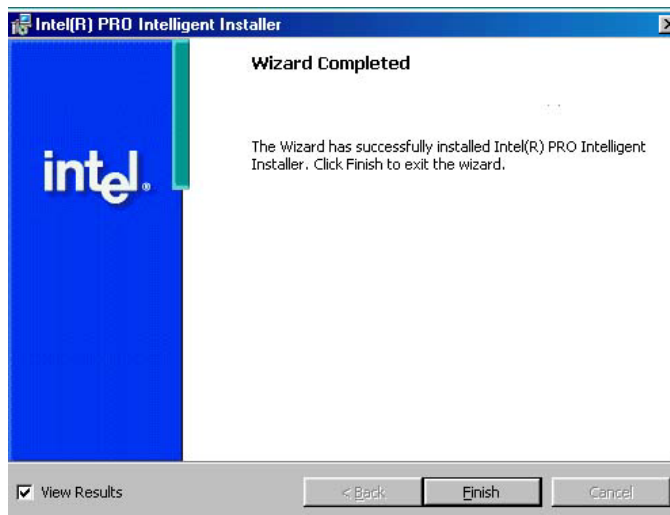 Intel(R) PRO Intelligent Installer
Wizard Completed
The Wizard has successfully installed Intel(R) PRO Intelligent
Installer. Click Finish to exit the wizard.
intel®
View Results
< Back
Finish
Cancel